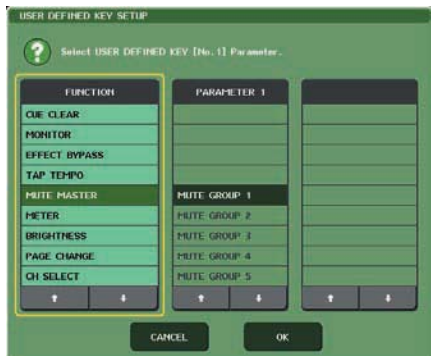 USER DEFINED KEY SETUP
Select USER DEFINED KEY [No.1] Parameter.
FUNCTION
CUE CLEAR
MONITOR
EFFECT BYPASS
TAP TEMPO
MUTE MASTER
METER
BRIGHTNESS
PAGE CHANGE
CH SELECT
PARAMETER 1
MUTE GROUP 1
MUTE GROUP 2
MUTE GROUP 3
MUTE GROUP 4
MUTE GROUP 5
CANCEL
OK